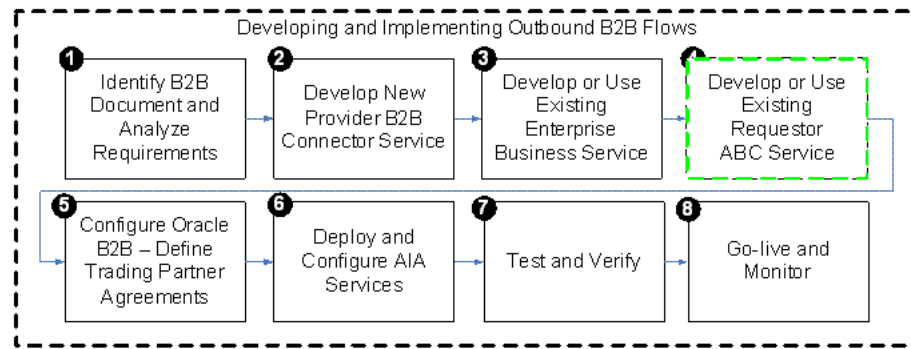 Developing and Implementing Outbound B2B Flows
1
Identify B2B
Document and
Analyze
Requirements
2
Develop New
Provider B2B
Connector Service
3
Develop or Use
Existing
Enterprise
Business Service
4
Develop or Use
Existing
Requestor
ABC Service
5
Configure Oracle
B2B – Define
Trading Partner
Agreements
6
Deploy and
Configure AIA
Services
7
Test and Verify
8
Go-live and
Monitor